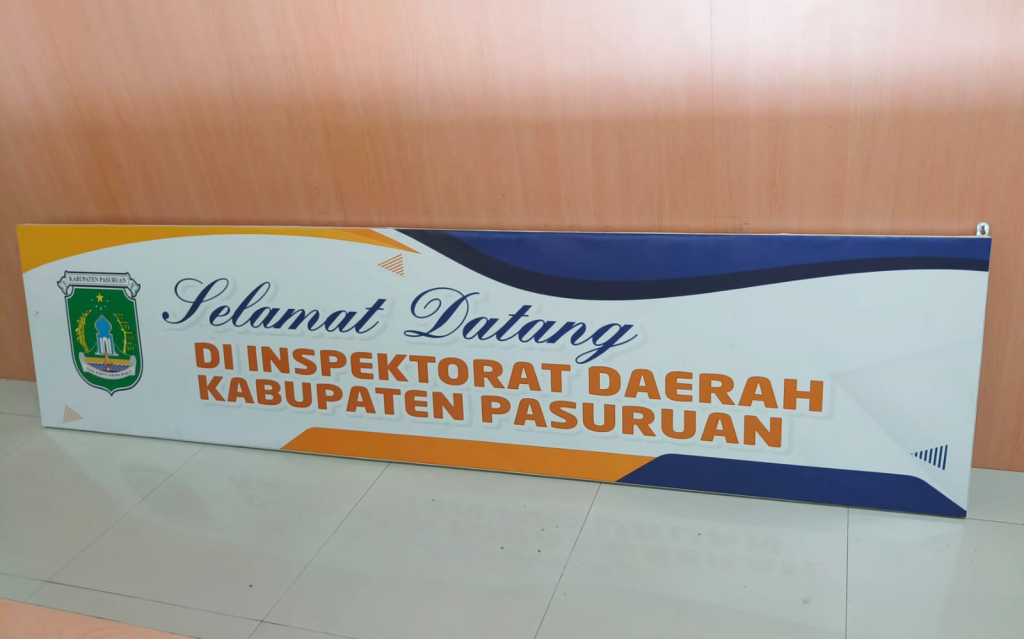 KABUPATEN PASURUAN
Selamat Datang
DI INSPEKTORAT DAERAH
KABUPATEN PASURUAN